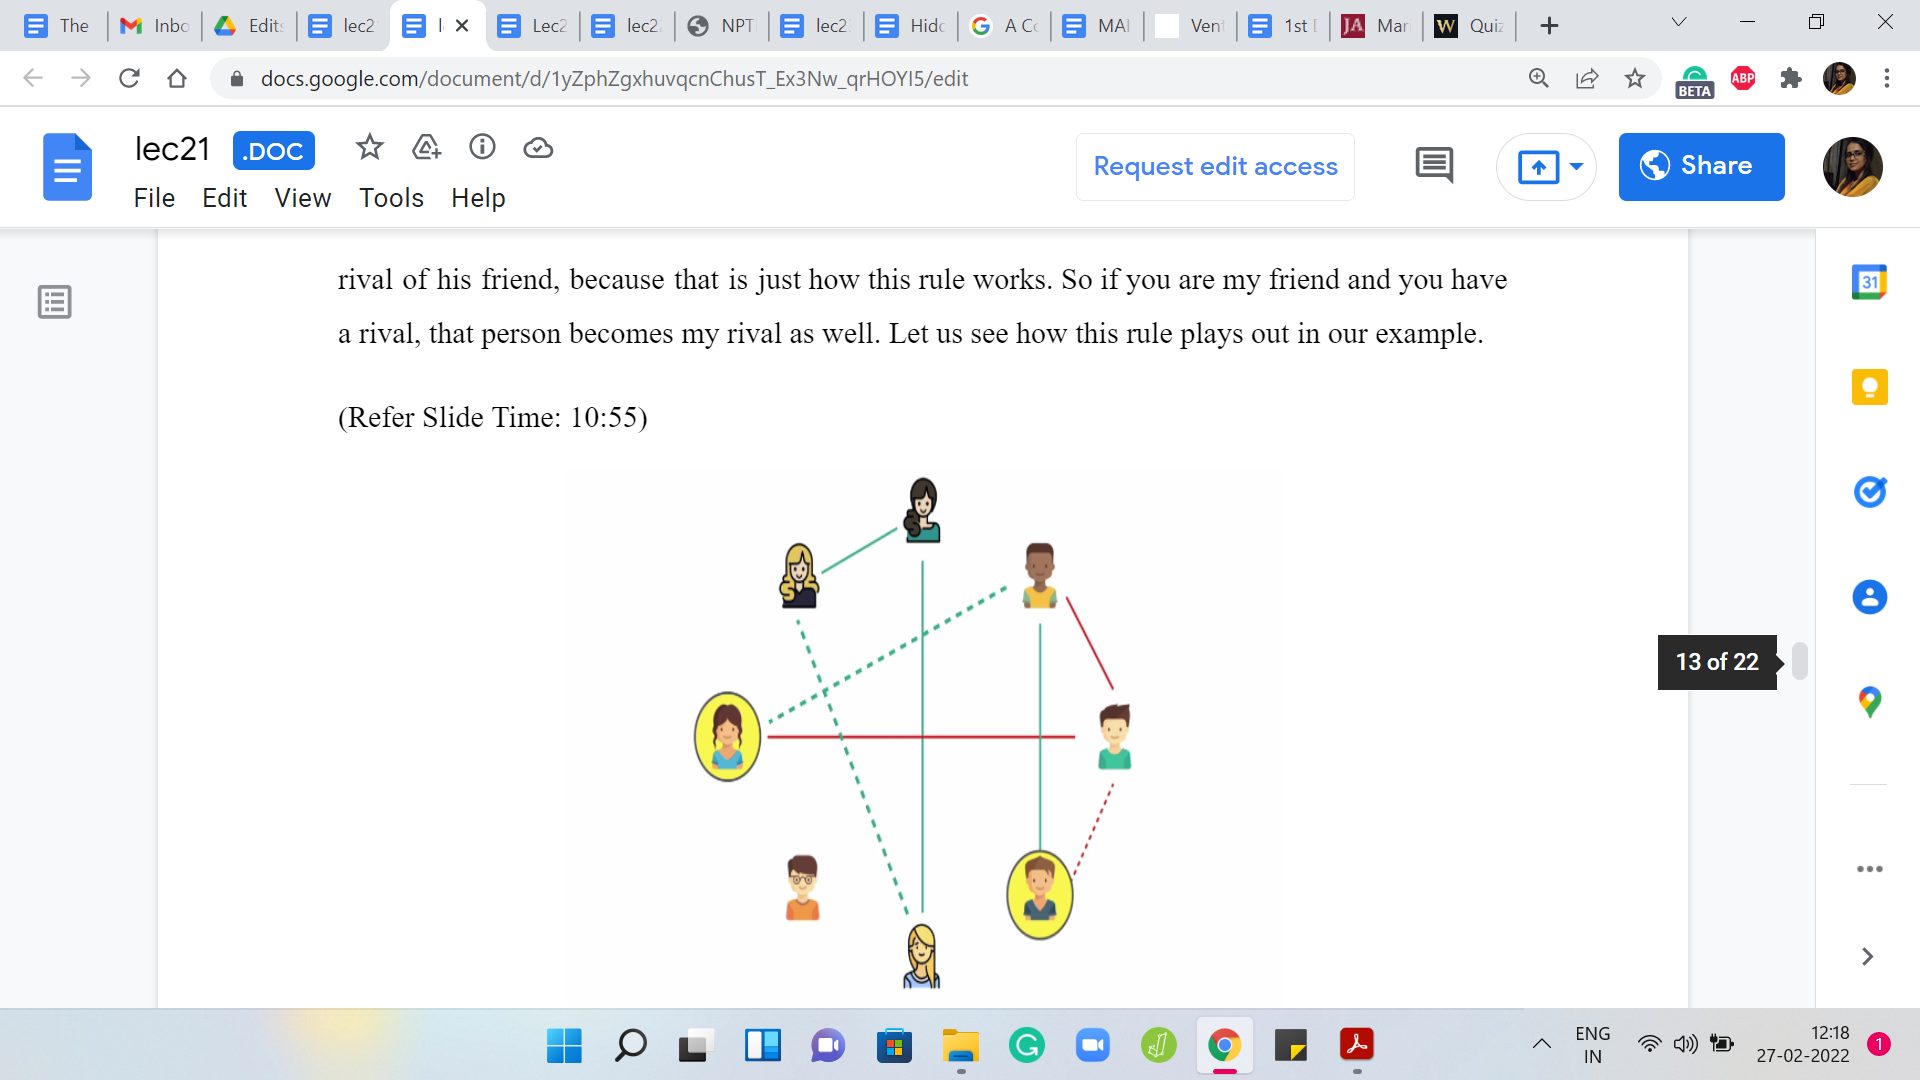 The
Inbo
Edits
lec2
l
Lec2
lec2
NPT
lec2
Hido
A Co
MAI
Vent
1st
Mar
Quiz
docs.google.com/document/d/1yZphZgxhuvqcnChusT_Ex3Nw_qrHOYI5/edit
ABP
BETA
lec21 .DOC
File Edit View Tools Help
Request edit access
Share
31
rival of his friend, because that is just how this rule works. So if you are my friend and you have
a rival, that person becomes my rival as well. Let us see how this rule plays out in our example.
(Refer Slide Time: 10:55)
13 of 22
ENG
IN
12:18
27-02-2022
1